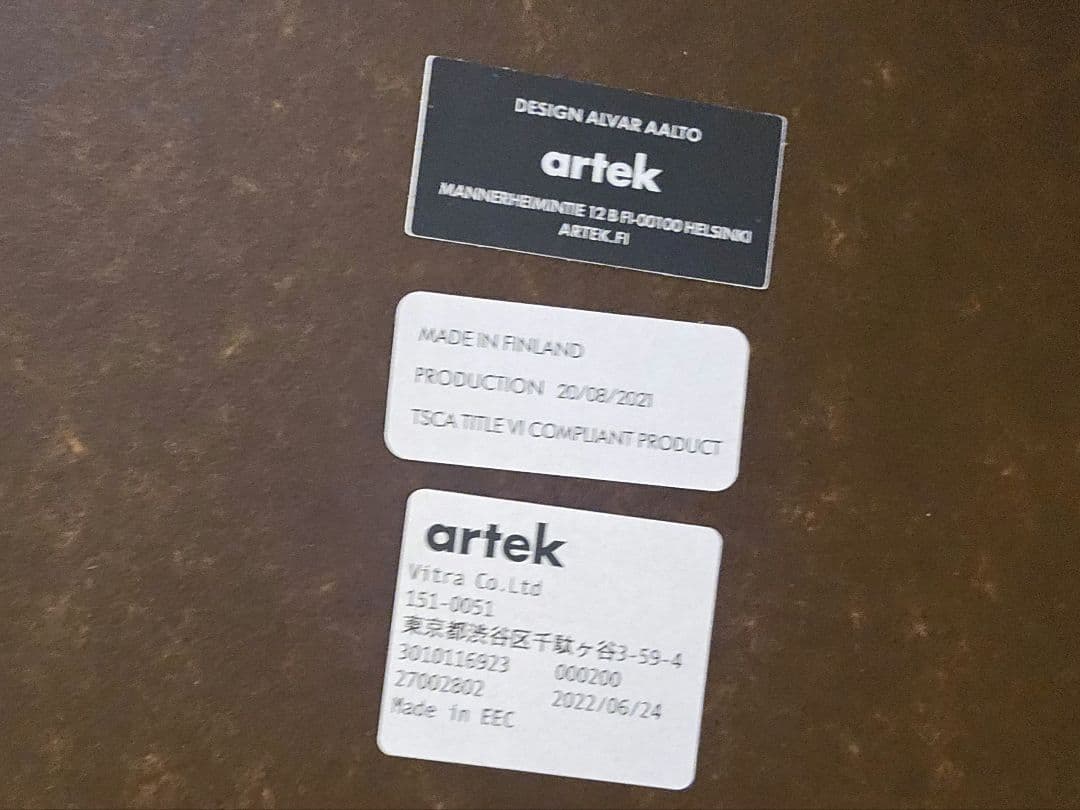 DESIGN ALVAR AALTO
artek
MANNERHEIMINTIE 12 B FI-00100 HELSINKI
ARTEK.FI
MADE IN FINLAND
PRODUCTION 20/08/2021
TSCA TITLE VI COMPLIANT PRODUCT
artek
Vitra Co.Ltd
151-0051
東京都渋谷区千駄ヶ谷3-59-4
3010116923 000200
27002802 2022/06/24
Made in EEC